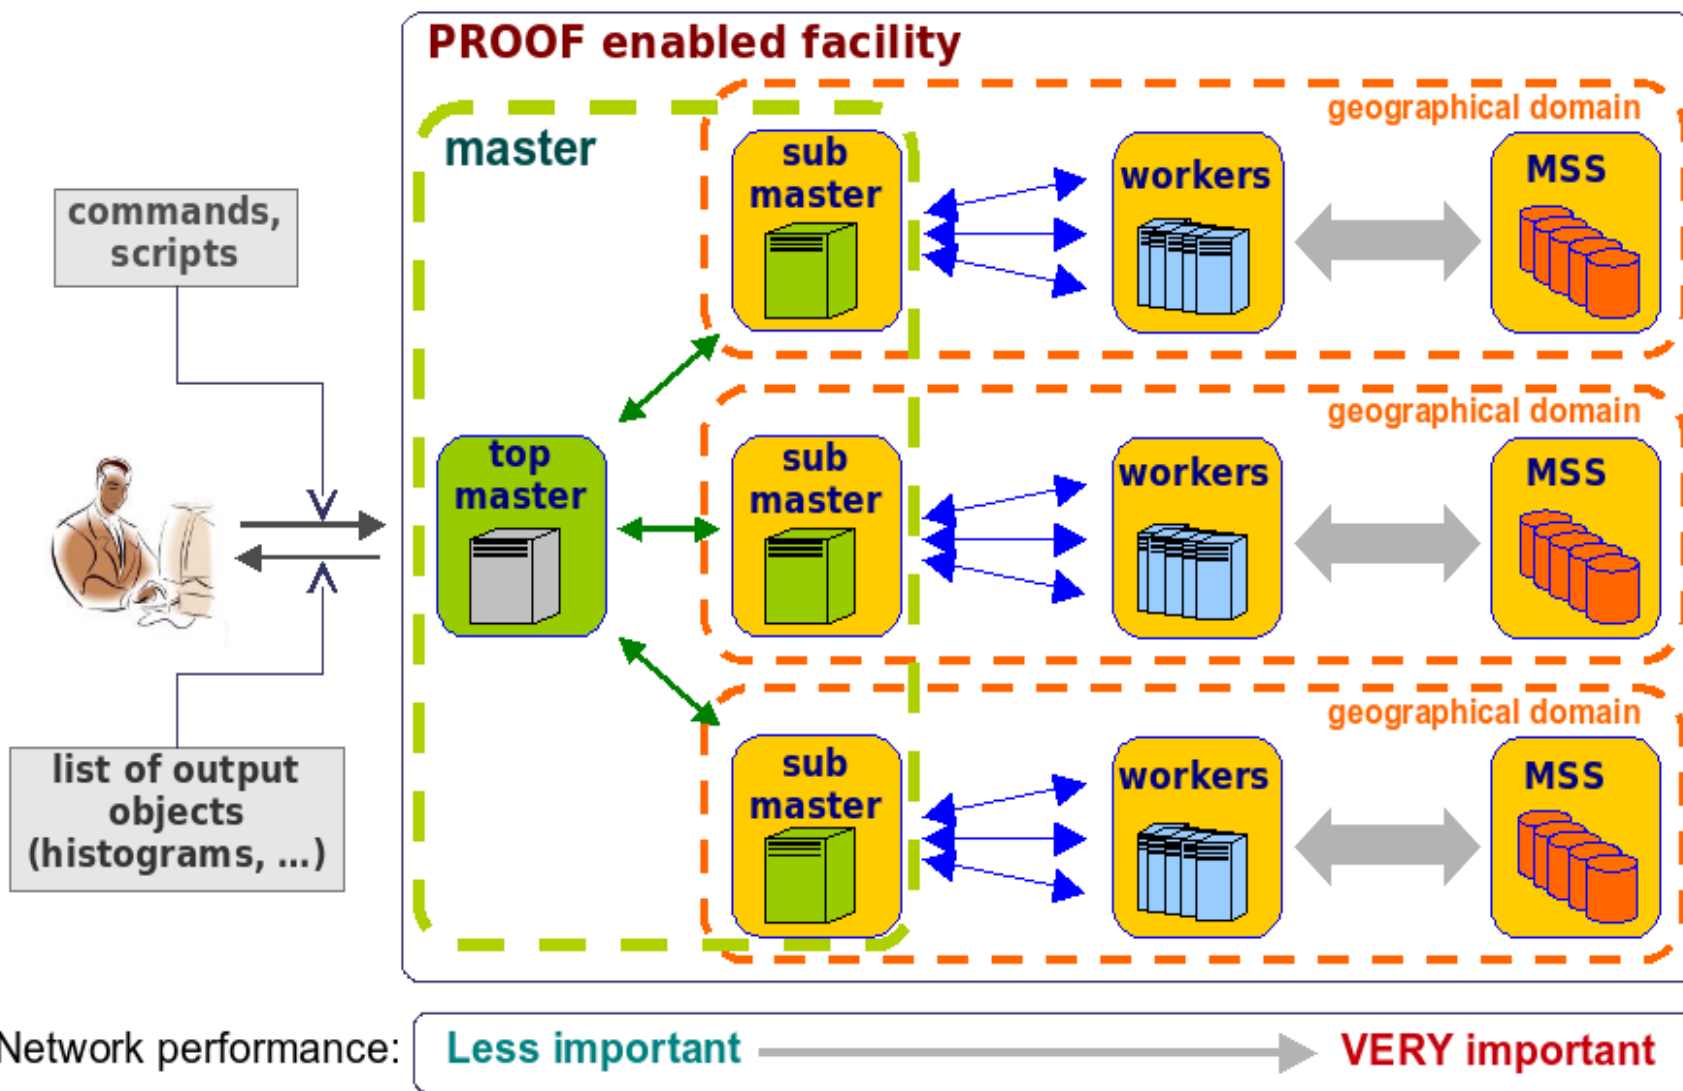 PROOF enabled facility
master
commands,
scripts
list of output
objects
(histograms, ...)
top
master
geographical domain
sub
master
workers
MSS
geographical domain
sub
master
workers
MSS
geographical domain
sub
master
workers
MSS
Network performance:
Less important
VERY important